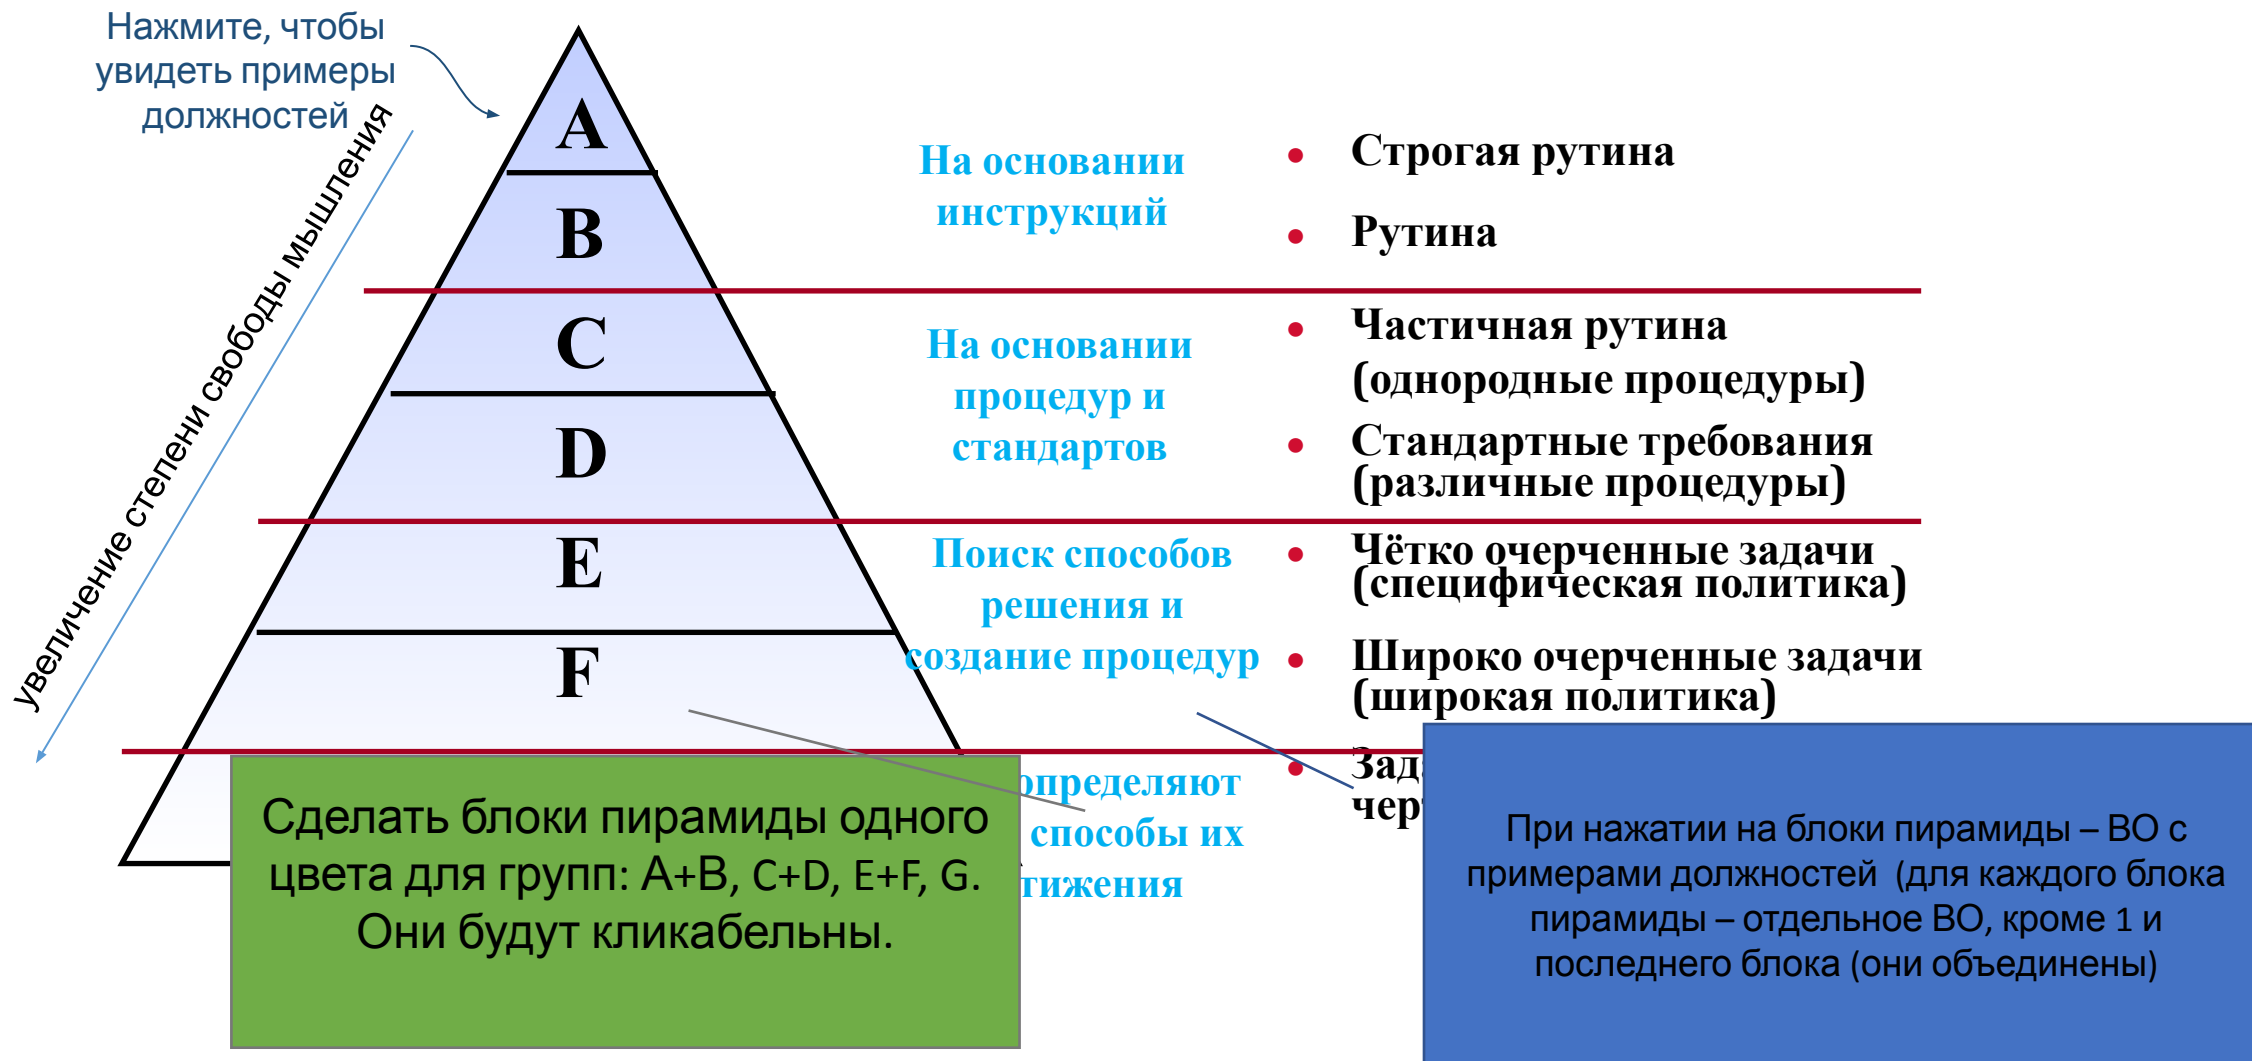 Нажмите, чтобы
увидеть примеры
должностей
увеличение степени свободы мышления
A
B
C
D
E
F
На основании
инструкций
• Строгая рутина
• Рутина
На основании
процедур и
стандартов
• Частичная рутина
(однородные процедуры)
• Стандартные требования
(различные процедуры)
Поиск способов
решения и
создание процедур
• Чётко очерченные задачи
(специфическая политика)
• Широко очерченные задачи
(широкая политика)
определяют
способы их
Сделать блоки пирамиды одного
цвета для групп: A+B, C+D, E+F, G.
Они будут кликабельны.
При нажатии на блоки пирамиды – ВО с
примерами должностей (для каждого блока
пирамиды – отдельное ВО, кроме 1 и
последнего блока (они объединены)